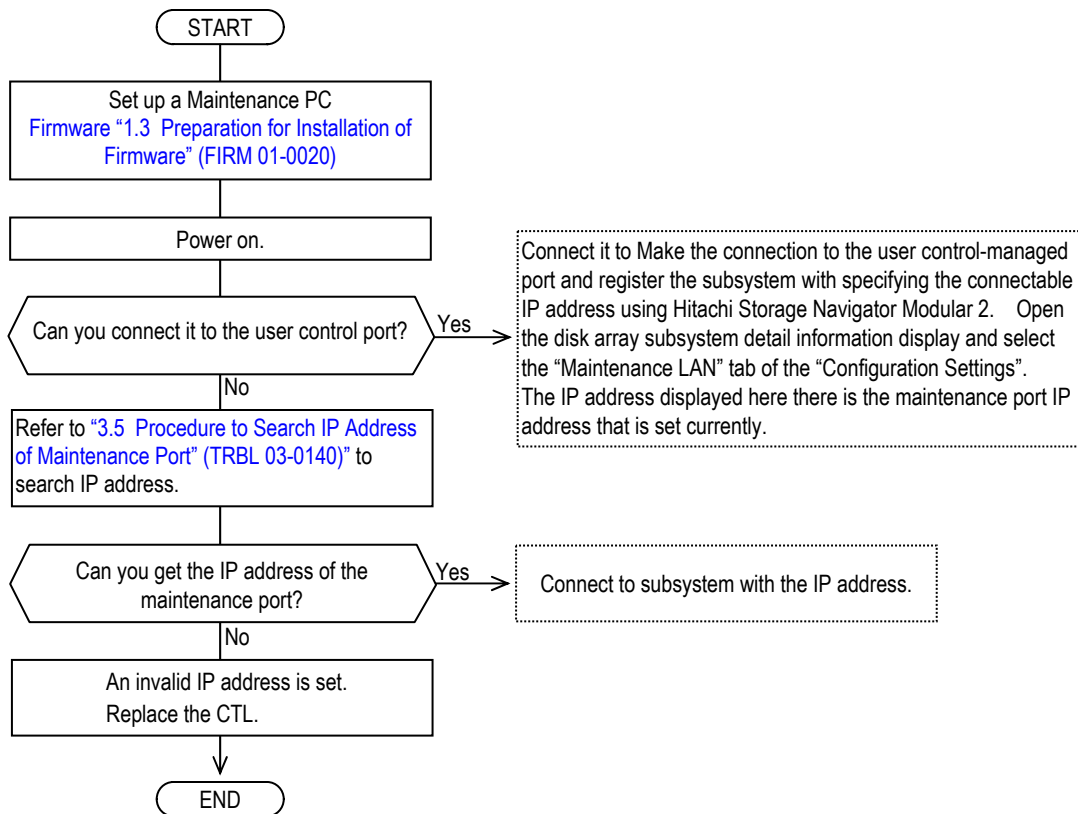 START
Set up a Maintenance PC
Firmware “1.3 Preparation for Installation of
Firmware” (FIRM 01-0020)
Power on.
Can you connect it to the user control port?
Yes
Connect it to Make the connection to the user control-managed
port and register the subsystem with specifying the connectable
IP address using Hitachi Storage Navigator Modular 2. Open
the disk array subsystem detail information display and select
the “Maintenance LAN” tab of the “Configuration Settings”.
The IP address displayed here there is the maintenance port IP
address that is set currently.
No
Refer to “3.5 Procedure to Search IP Address
of Maintenance Port” (TRBL 03-0140)” to
search IP address.
Can you get the IP address of the
maintenance port?
Yes
Connect to subsystem with the IP address.
No
An invalid IP address is set.
Replace the CTL.
END